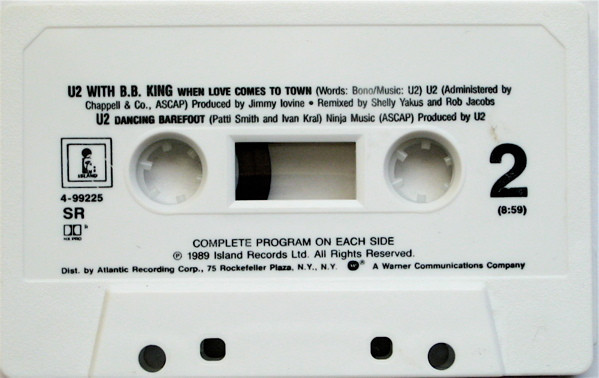 U2 WITH B.B. KING WHEN LOVE COMES TO TOWN (Words: Bono/Music: U2) U2 (Administered by
Chappell & Co., ASCAP) Produced by Jimmy Iovine • Remixed by Shelly Yakus and Rob Jacobs
U2 DANCING BAREFOOT (Patti Smith and Ivan Kral) Ninja Music (ASCAP) Produced by U2
ISLAND
4-99225
SR
HX PRO
2
(8:59)
COMPLETE PROGRAM ON EACH SIDE
℗ 1989 Island Records Ltd. All Rights Reserved.
Dist. by Atlantic Recording Corp., 75 Rockefeller Plaza, N.Y., N.Y. ® A Warner Communications Company